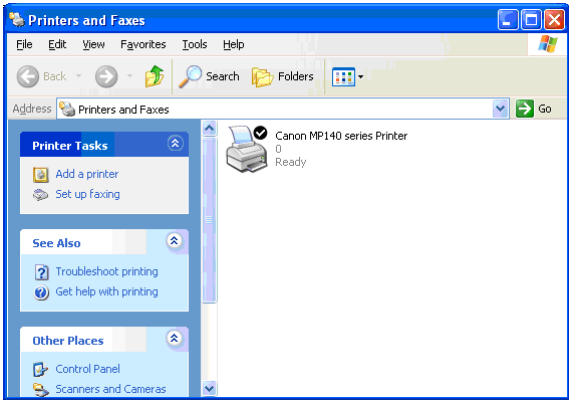 Printers and Faxes
File Edit View Favorites Tools Help
Back Search Folders
Address Printers and Faxes Go
Printer Tasks
Add a printer
Set up faxing
See Also
Troubleshoot printing
Get help with printing
Other Places
Control Panel
Scanners and Cameras
Canon MP140 series Printer
0
Ready